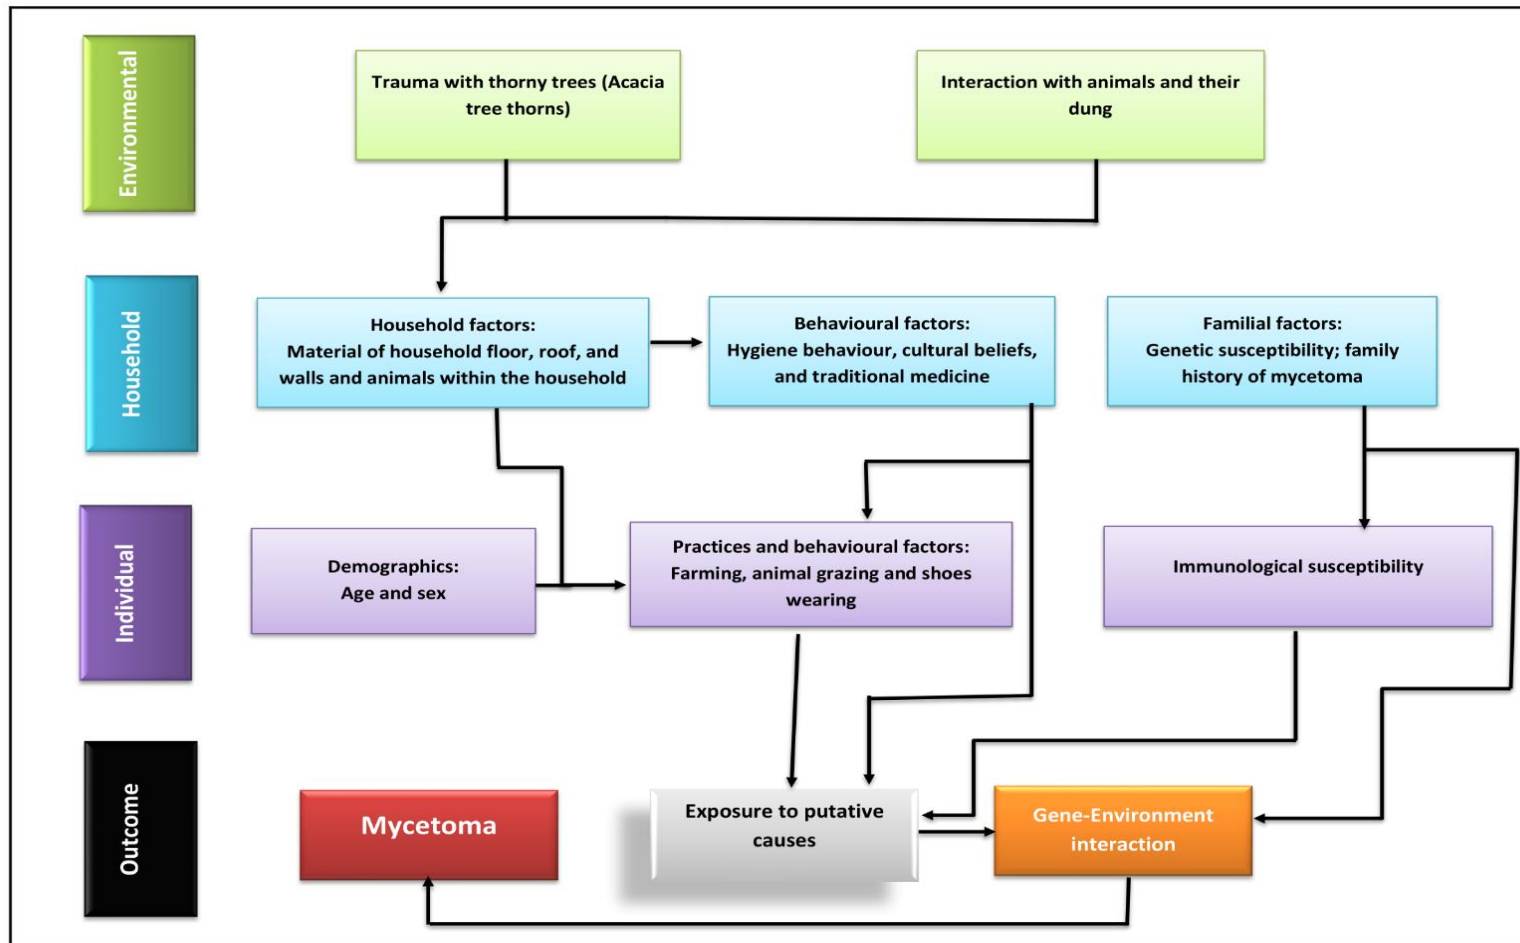 Environmental
Trauma with thorny trees (Acacia
tree thorns)
Interaction with animals and their
dung
Household
Household factors:
Material of household floor, roof, and
walls and animals within the household
Behavioural factors:
Hygiene behaviour, cultural beliefs,
and traditional medicine
Familial factors:
Genetic susceptibility; family
history of mycetoma
Individual
Demographics:
Age and sex
Practices and behavioural factors:
Farming, animal grazing and shoes
wearing
Immunological susceptibility
Outcome
Mycetoma
Exposure to putative
causes
Gene-Environment
interaction